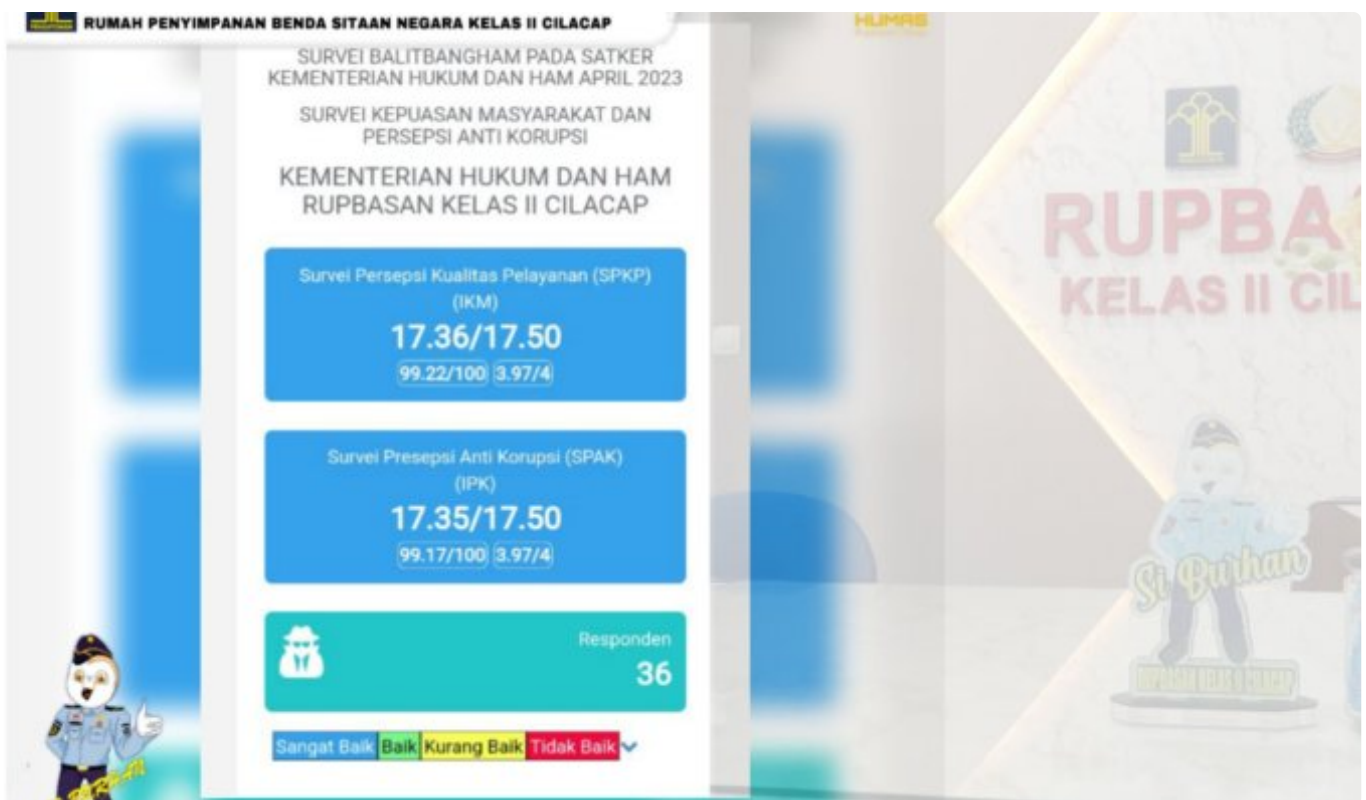 RUMAH PENYIMPANAN BENDA SITAAN NEGARA KELAS II CILACAP
HUMAS
SURVEI BALITBANGHAM PADA SATKER
KEMENTERIAN HUKUM DAN HAM APRIL 2023
SURVEI KEPUASAN MASYARAKAT DAN
PERSEPSI ANTI KORUPSI
KEMENTERIAN HUKUM DAN HAM
RUPBASAN KELAS II CILACAP
Survei Persepsi Kualitas Pelayanan (SPKP)
(IKM)
17.36/17.50
99.22/100 3.97/4
Survei Presepsi Anti Korupsi (SPAK)
(IPK)
17.35/17.50
99.17/100 3.97/4
Responden
36
Sangat Baik Baik Kurang Baik Tidak Baik
RUPBA
KELAS II CIL
Si Burhan
RUPBASAN KELAS II CILACAP